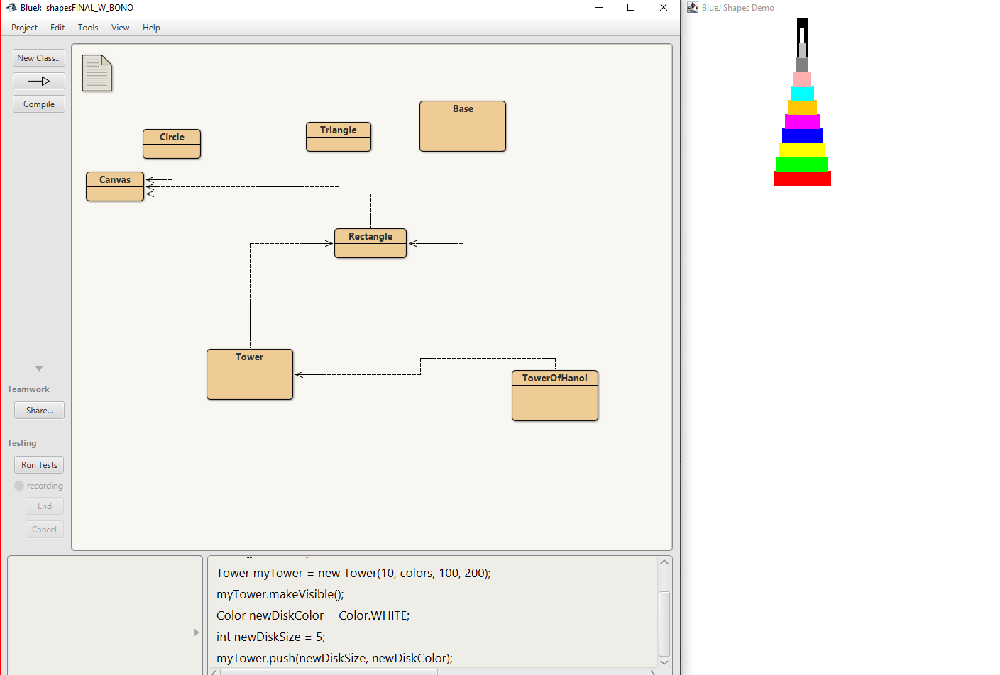 BlueJ: shapesFINAL_W_BONO
BlueJ Shapes Demo
Project Edit Tools View Help
New Class...
Compile
Base
Triangle
Circle
Canvas
Rectangle
Tower
TowerOfHanoi
Teamwork
Share...
Testing
Run Tests
recording
End
Cancel
Tower myTower = new Tower(10, colors, 100, 200);
myTower.makeVisible();
Color newDiskColor = Color.WHITE;
int newDiskSize = 5;
myTower.push(newDiskSize, newDiskColor);